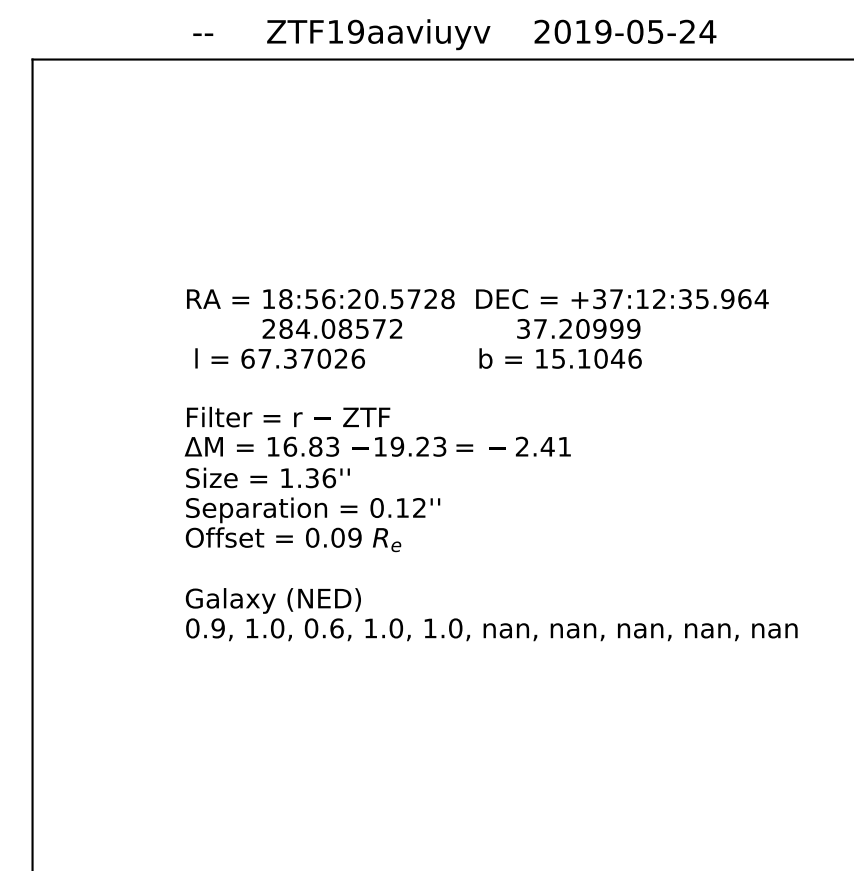 -- ZTF19aaviuyv 2019-05-24
RA = 18:56:20.5728 DEC = +37:12:35.964
284.08572 37.20999
l = 67.37026 b = 15.1046
Filter = r − ZTF
ΔM = 16.83 −19.23 = − 2.41
Size = 1.36''
Separation = 0.12''
Offset = 0.09 Re
Galaxy (NED)
0.9, 1.0, 0.6, 1.0, 1.0, nan, nan, nan, nan, nan